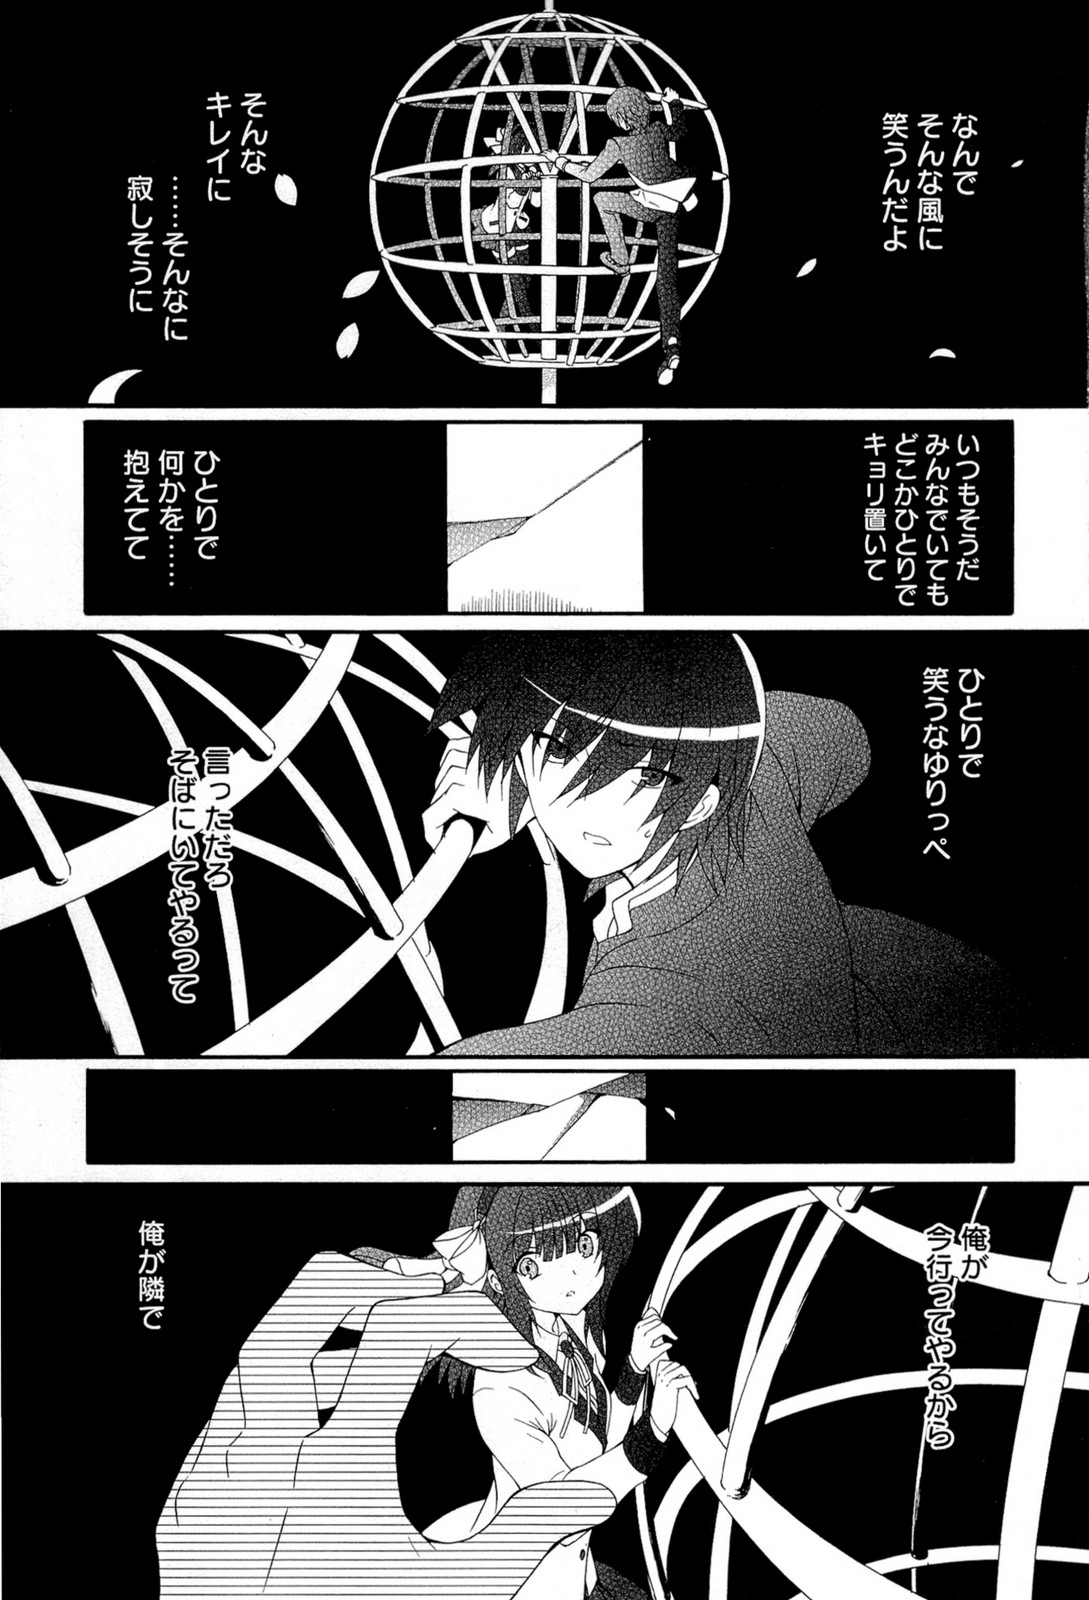 なんで
そんな風に
笑うんだよ
そんな
キレイに
……そんなに
寂しそうに
いつもそうだ
みんなでいても
どこかひとりで
キョリ置いて
ひとりで
何かを……
抱えてて
ひとりで
笑うなゆりっぺ
言っただろ
そばにいてやるって
俺が
今行ってやるから
俺が隣で